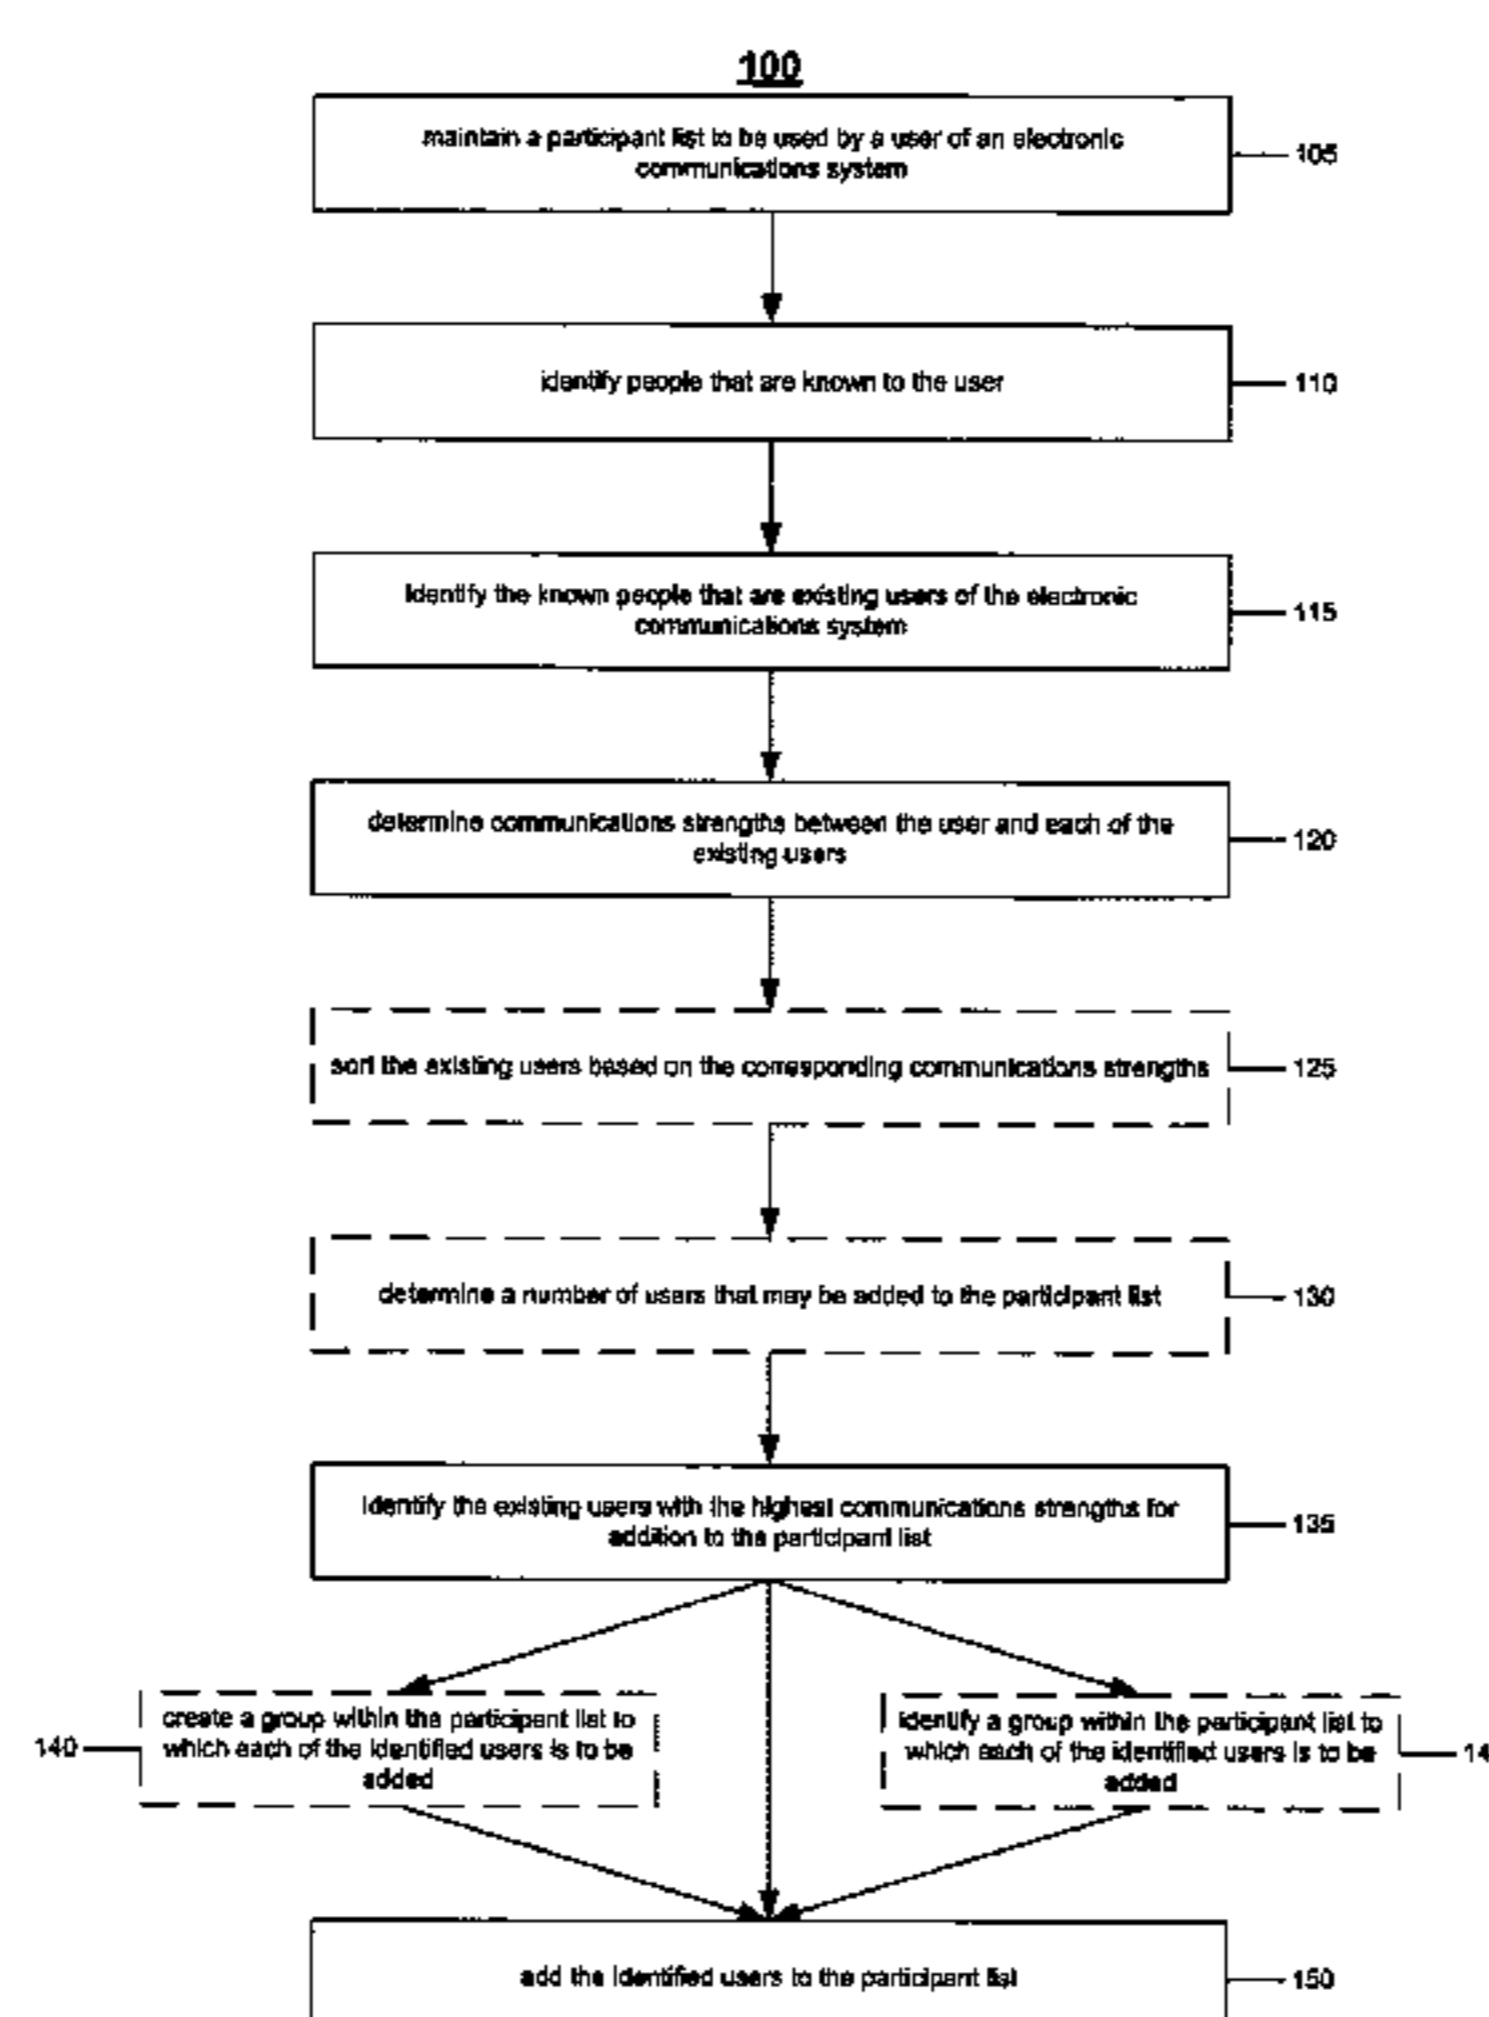 100
maintain a participant list to be used by a user of an electronic
communications system
105
identify people that are known to the user
110
identify the known people that are existing users of the electronic
communications system
115
determine communications strengths between the user and each of the
existing users
120
sort the existing users based on the corresponding communications strengths
125
determine a number of users that may be added to the participant list
130
identify the existing users with the highest communications strengths for
addition to the participant list
135
140
create a group within the participant list to
which each of the identified users is to be
added
identify a group within the participant list to
which each of the identified users is to be
added
14
add the identified users to the participant list
150